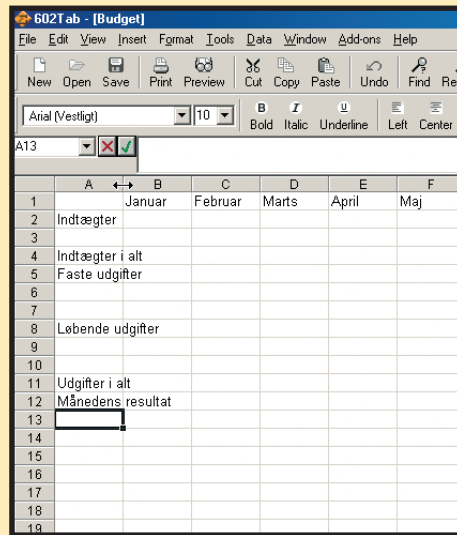 602Tab - [Budget]
File Edit View Insert Format Tools Data Window Add-ons Help
New Open Save Print Preview Cut Copy Paste Undo Find
Arial (Vestligt) 10 B Bold I Italic U Underline Left Center
A13
A B C D E F
1 Januar Februar Marts April Maj
2 Indtægter
3
4 Indtægter i alt
5 Faste udgifter
6
7
8 Løbende udgifter
9
10
11 Udgifter i alt
12 Månedens resultat
13
14
15
16
17
18
19